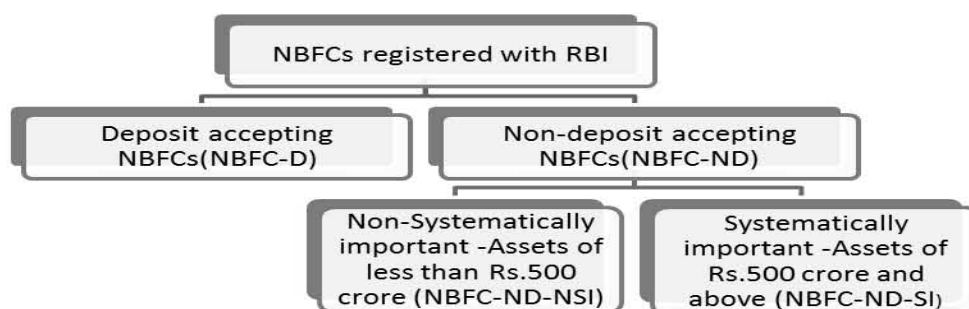 NBFCs registered with RBI
Deposit accepting
NBFCs(NBFC-D)
Non-deposit accepting
NBFCs(NBFC-ND)
Non-Systematically
important -Assets of
less than Rs.500
crore (NBFC-ND-NSI)
Systematically
important -Assets of
Rs.500 crore and
above (NBFC-ND-SI)